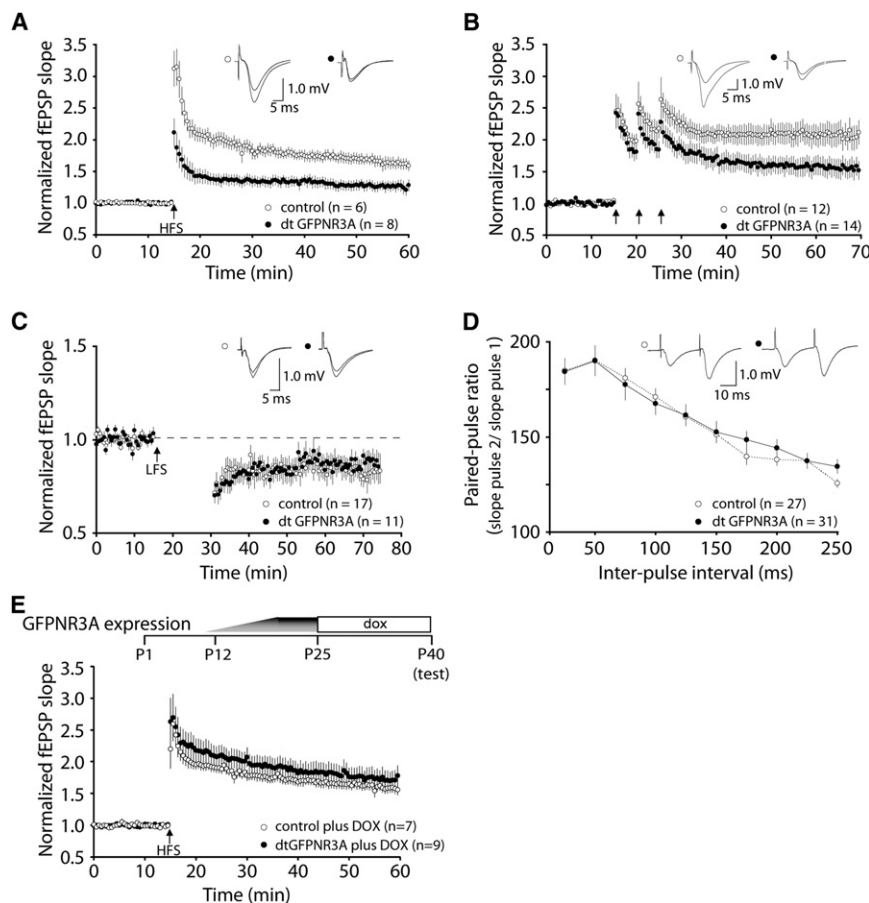 A
Normalized fEPSP slope
3.5
3.0
2.5
2.0
1.5
1.0
0.5
1.0 mV
5 ms
HFS
control (n = 6)
dt GFPNR3A (n = 8)
0 10 20 30 40 50 60
Time (min)
B
Normalized fEPSP slope
3.5
3.0
2.5
2.0
1.5
1.0
0.5
1.0 mV
5 ms
control (n = 12)
dt GFPNR3A (n = 14)
0 10 20 30 40 50 60 70
Time (min)
C
Normalized fEPSP slope
1.5
1.0
0.5
1.0 mV
5 ms
LFS
control (n = 17)
dt GFPNR3A (n = 11)
0 10 20 30 40 50 60 70 80
Time (min)
D
Paired-pulse ratio
(slope pulse 2/ slope pulse 1)
200
175
150
125
100
1.0 mV
10 ms
control (n = 27)
dt GFPNR3A (n = 31)
0 50 100 150 200 250
Inter-pulse interval (ms)
E
GFPNR3A expression
dox
P1 P12 P25 P40
(test)
Normalized fEPSP slope
3.5
3.0
2.5
2.0
1.5
1.0
0.5
HFS
control plus DOX (n=7)
dtGFPNR3A plus DOX (n=9)
0 10 20 30 40 50 60
Time (min)